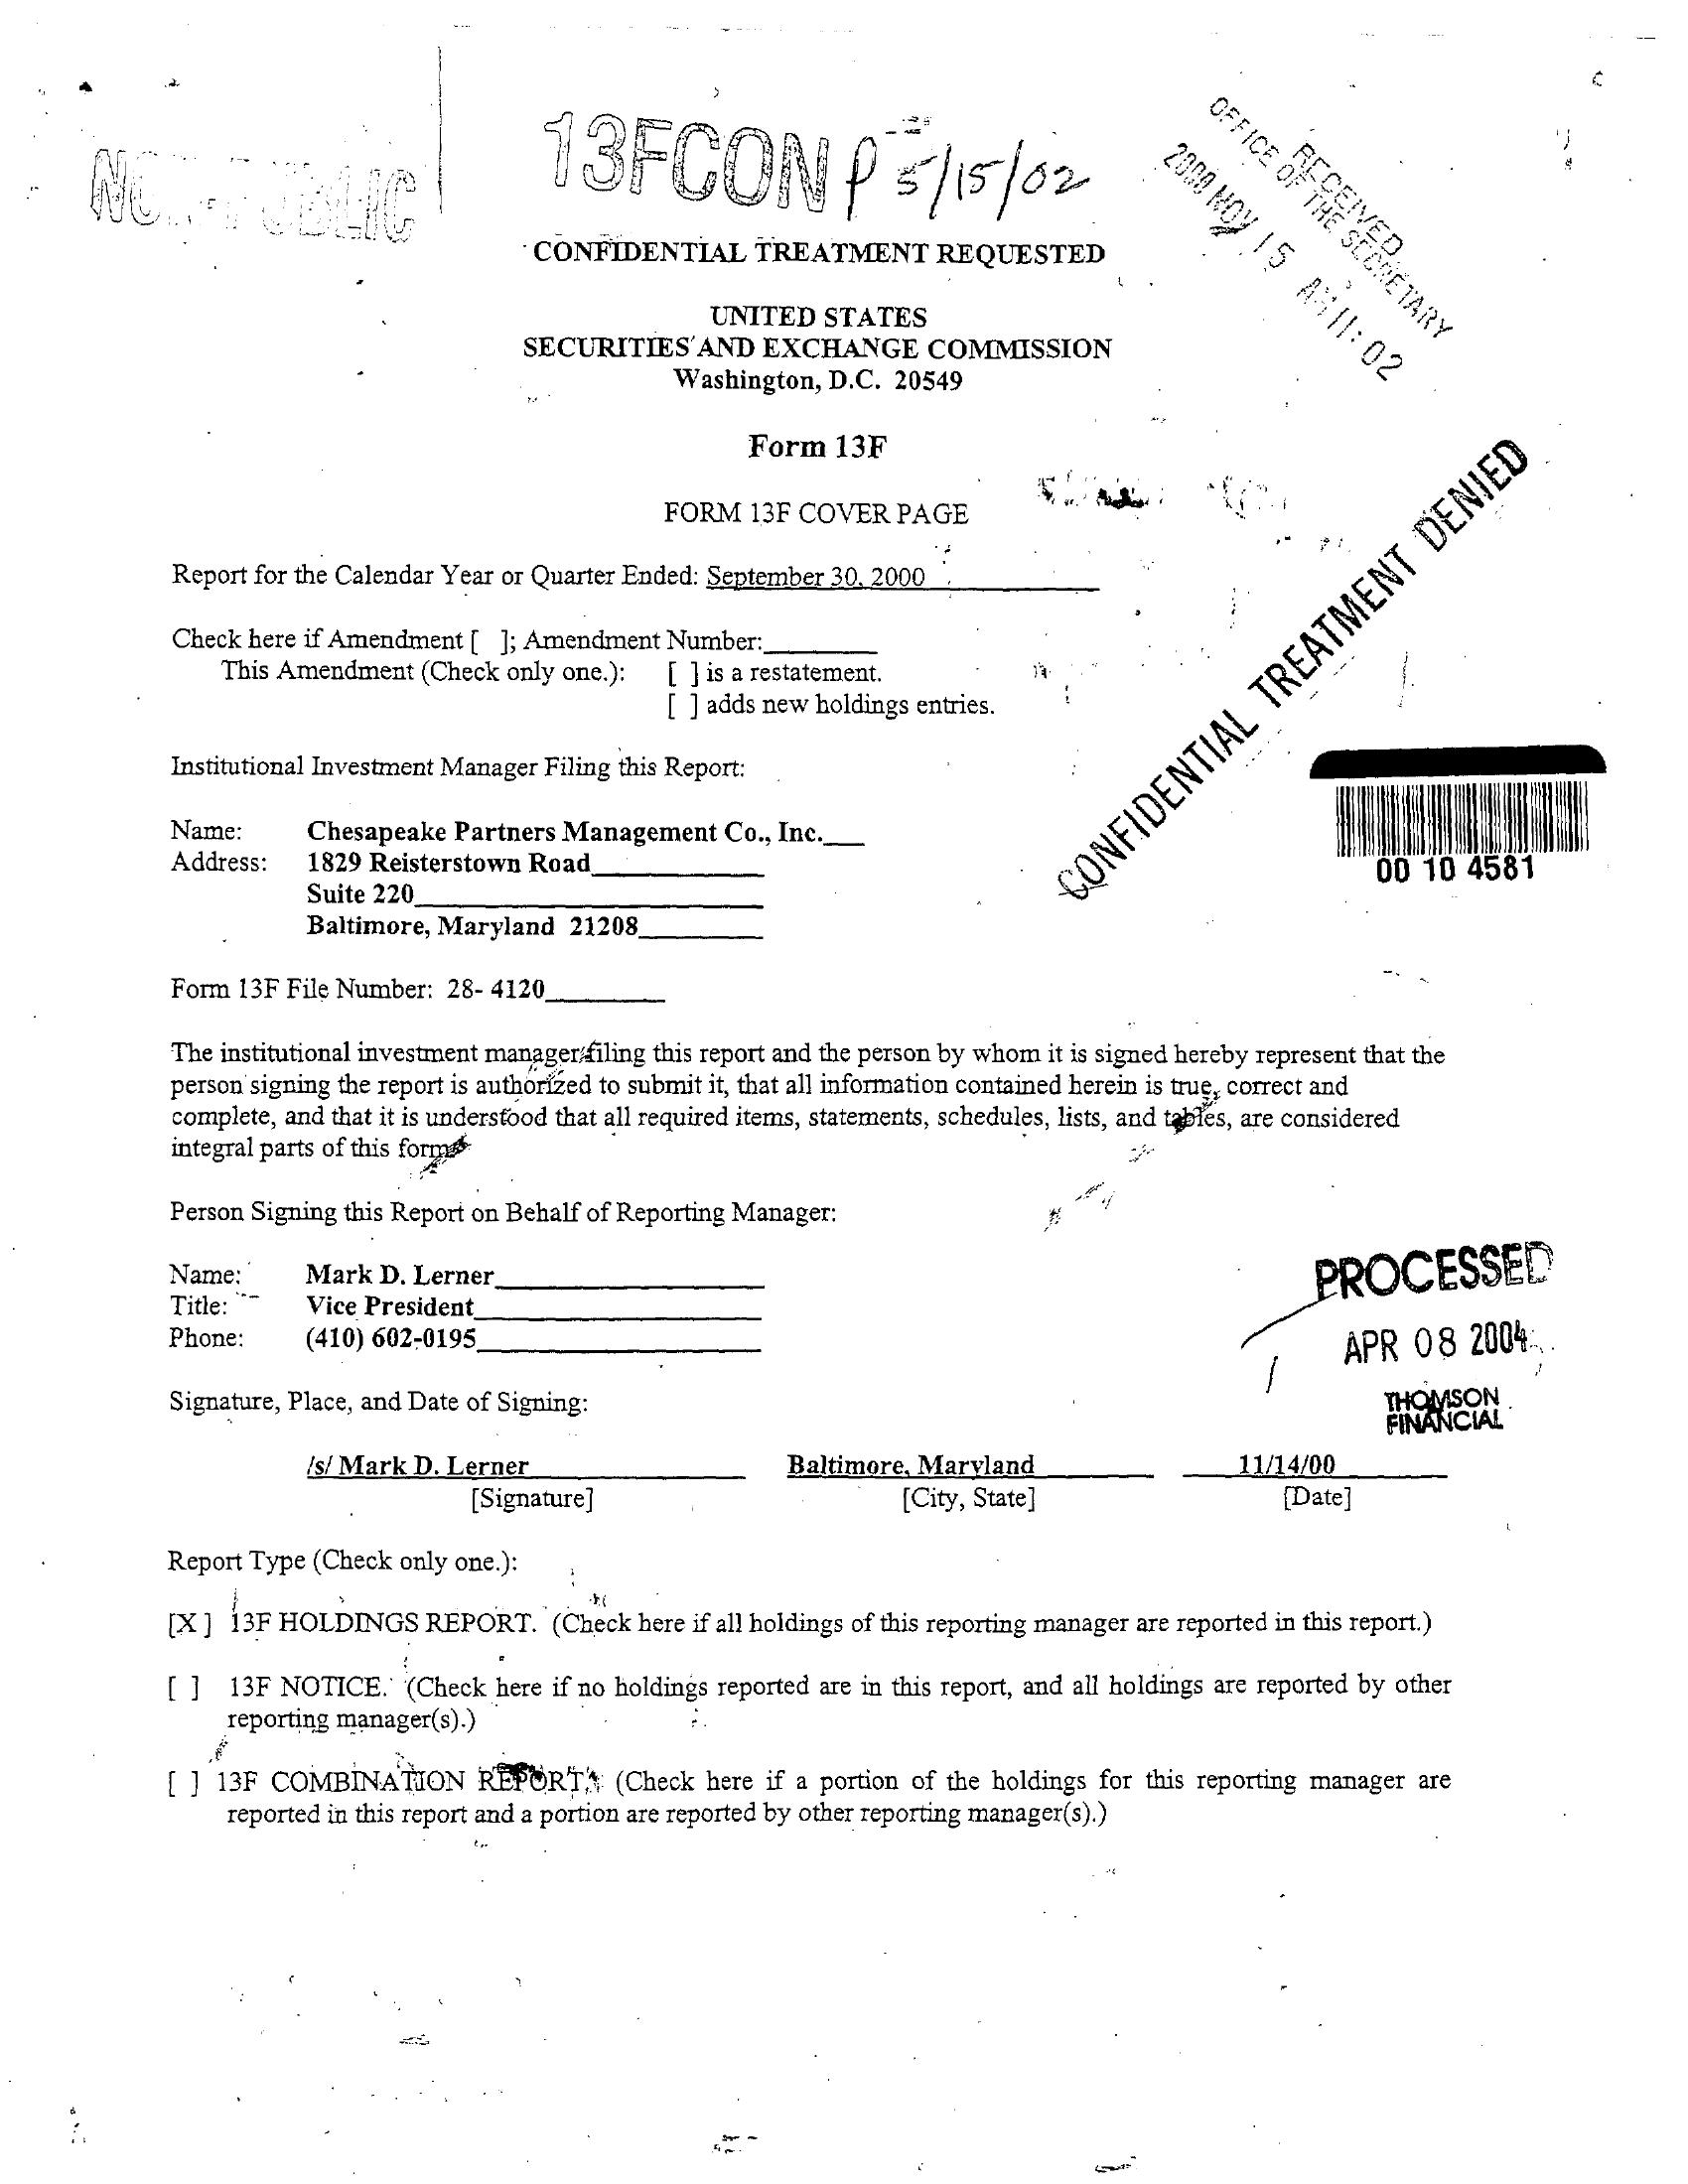 13FCON P 5/15/02
OFFICE OF THE SECRETARY
RECEIVED
2000 NOV 15 AM 11:02
CONFIDENTIAL TREATMENT REQUESTED
UNITED STATES
SECURITIES AND EXCHANGE COMMISSION
Washington, D.C. 20549
Form 13F
FORM 13F COVER PAGE
CONFIDENTIAL TREATMENT DENIED
Report for the Calendar Year or Quarter Ended: September 30, 2000
Check here if Amendment [ ]; Amendment Number:
This Amendment (Check only one.): [ ] is a restatement.
[ ] adds new holdings entries.
Institutional Investment Manager Filing this Report:
Name: Chesapeake Partners Management Co., Inc.
Address: 1829 Reisterstown Road
Suite 220
Baltimore, Maryland 21208
00 10 4581
Form 13F File Number: 28- 4120
The institutional investment manager filing this report and the person by whom it is signed hereby represent that the
person signing the report is authorized to submit it, that all information contained herein is true, correct and
complete, and that it is understood that all required items, statements, schedules, lists, and tables, are considered
integral parts of this form.
Person Signing this Report on Behalf of Reporting Manager:
Name: Mark D. Lerner
Title: Vice President
Phone: (410) 602-0195
PROCESSED
APR 08 2004
THOMSON
FINANCIAL
Signature, Place, and Date of Signing:
/s/ Mark D. Lerner Baltimore, Maryland 11/14/00
[Signature] [City, State] [Date]
Report Type (Check only one.):
[X ] 13F HOLDINGS REPORT. (Check here if all holdings of this reporting manager are reported in this report.)
[ ] 13F NOTICE. (Check here if no holdings reported are in this report, and all holdings are reported by other
reporting manager(s).)
[ ] 13F COMBINATION REPORT. (Check here if a portion of the holdings for this reporting manager are
reported in this report and a portion are reported by other reporting manager(s).)